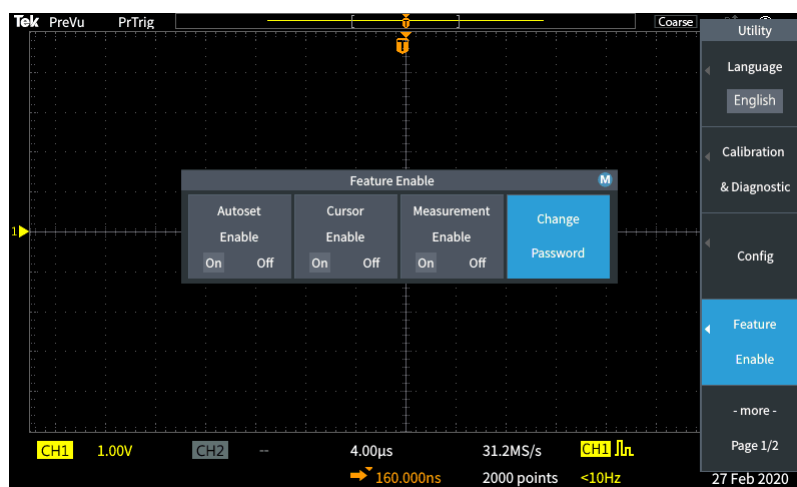 Tek PreVu PrTrig Coarse
T
T
Utility
Language
English
Calibration
& Diagnostic
Config
Feature
Enable
- more -
Page 1/2
Feature Enable M
Autoset
Enable
On Off
Cursor
Enable
On Off
Measurement
Enable
On Off
Change
Password
1
CH1 1.00V CH2 -- 4.00µs 31.2MS/s CH1
160.000ns 2000 points <10Hz 27 Feb 2020